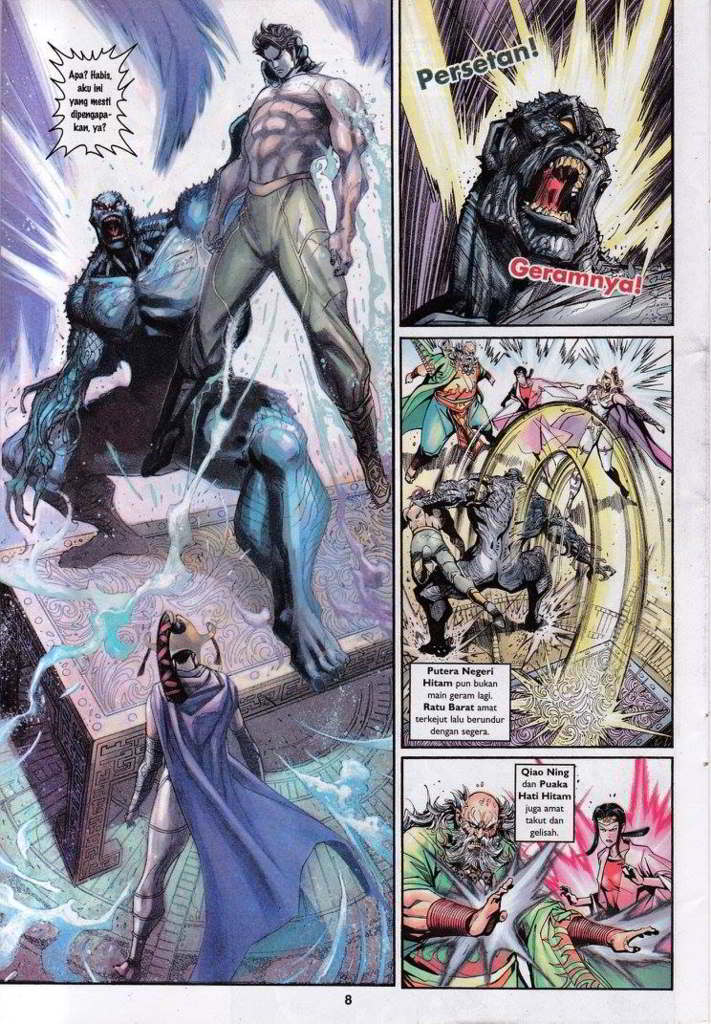 Apa? Habis,
aku ini
yang mesti
dipengapa-
kan, ya?
Persetan!
Geramnya!
Putera Negeri
Hitam pun bukan
main geram lagi.
Ratu Barat amat
terkejut lalu berundur
dengan segera.
Qiao Ning
dan Puaka
Hati Hitam
juga amat
takut dan
gelisah.
8